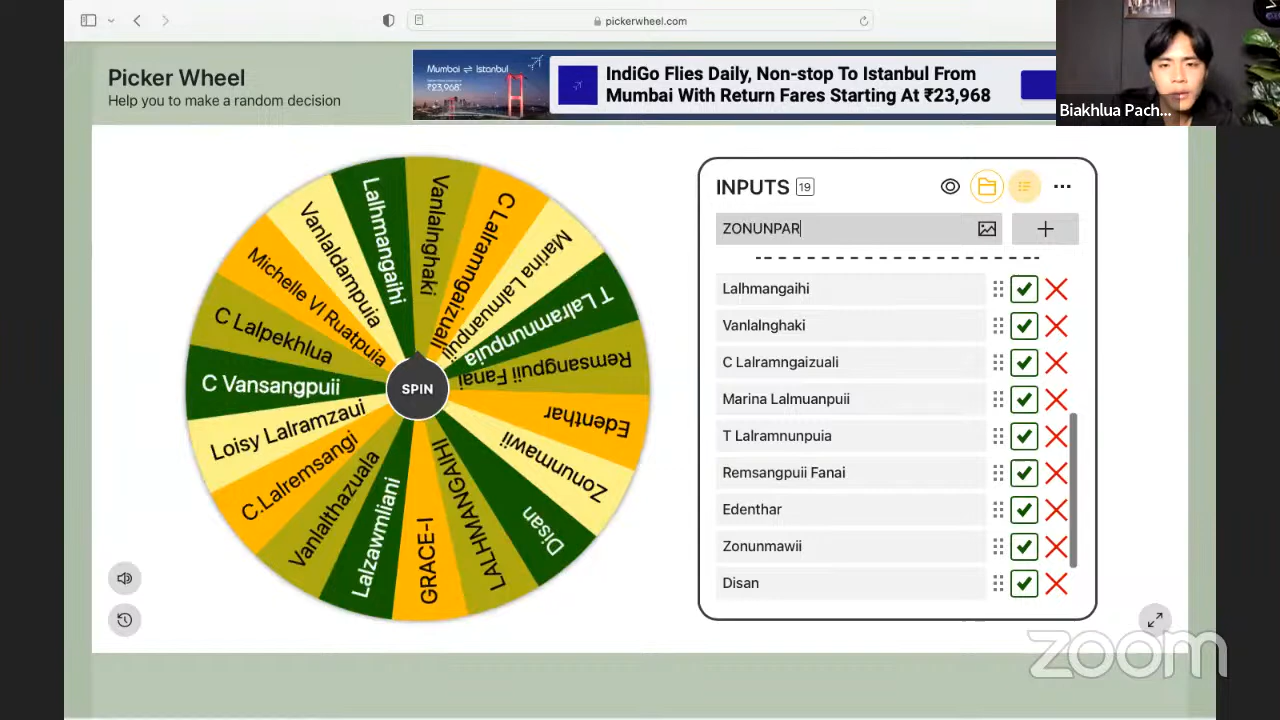 pickerwheel.com
Picker Wheel
Help you to make a random decision
Mumbai ⇌ Istanbul
₹23,968*
IndiGo Flies Daily, Non-stop To Istanbul From
Mumbai With Return Fares Starting At ₹23,968
Biakhlua Pach...
Lalhmangaihi
Vanlalnghaki
C Lalramngaizuali
Marina Lalmuanpuii
T Lalramnunpuia
Remsangpuii Fanai
Edenthar
Zonunmawii
Disan
LALHMANGAIHI
GRACE-I
Lalzawmliani
Vanlalthazuala
C.Lalremsangi
Loisy Lalramzaui
C Vansangpuii
C Lalpekhlua
Michelle Vl Ruatpuia
Vanlaldampuia
SPIN
INPUTS 19
ZONUNPAR
Lalhmangaihi
Vanlalnghaki
C Lalramngaizuali
Marina Lalmuanpuii
T Lalramnunpuia
Remsangpuii Fanai
Edenthar
Zonunmawii
Disan
zoom